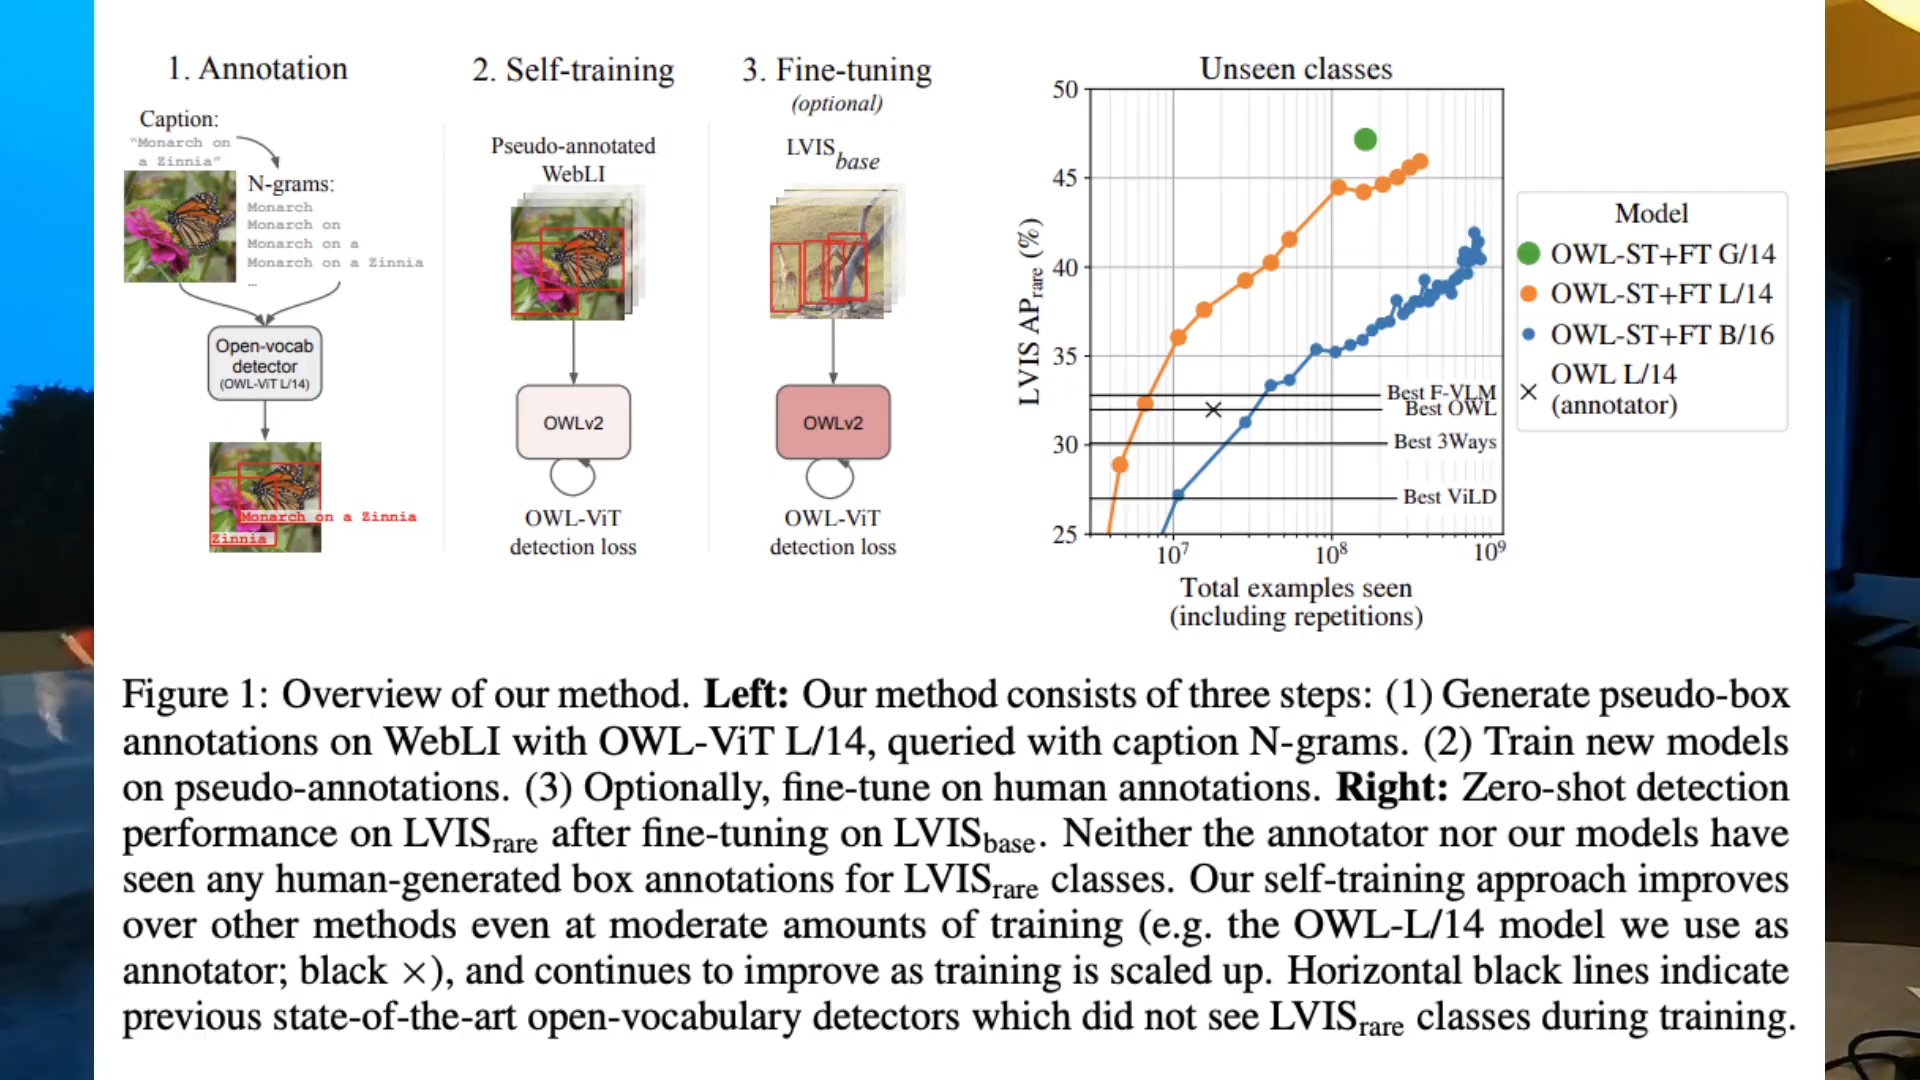 1. Annotation
Caption:
"Monarch on
a Zinnia"
N-grams:
Monarch
Monarch on
Monarch on a
Monarch on a Zinnia
...
Open-vocab
detector
(OWL-ViT L/14)
Monarch on a Zinnia
Zinnia
2. Self-training
Pseudo-annotated
WebLI
OWLv2
OWL-ViT
detection loss
3. Fine-tuning
(optional)
LVIS base
OWLv2
OWL-ViT
detection loss
Unseen classes
LVIS AP rare (%)
50
45
40
35
30
25
Best F-VLM
Best OWL
Best 3Ways
Best ViLD
10⁷ 10⁸ 10⁹
Total examples seen
(including repetitions)
Model
OWL-ST+FT G/14
OWL-ST+FT L/14
OWL-ST+FT B/16
OWL L/14
(annotator)
Figure 1: Overview of our method. Left: Our method consists of three steps: (1) Generate pseudo-box
annotations on WebLI with OWL-ViT L/14, queried with caption N-grams. (2) Train new models
on pseudo-annotations. (3) Optionally, fine-tune on human annotations. Right: Zero-shot detection
performance on LVISrare after fine-tuning on LVISbase. Neither the annotator nor our models have
seen any human-generated box annotations for LVISrare classes. Our self-training approach improves
over other methods even at moderate amounts of training (e.g. the OWL-L/14 model we use as
annotator; black ×), and continues to improve as training is scaled up. Horizontal black lines indicate
previous state-of-the-art open-vocabulary detectors which did not see LVISrare classes during training.